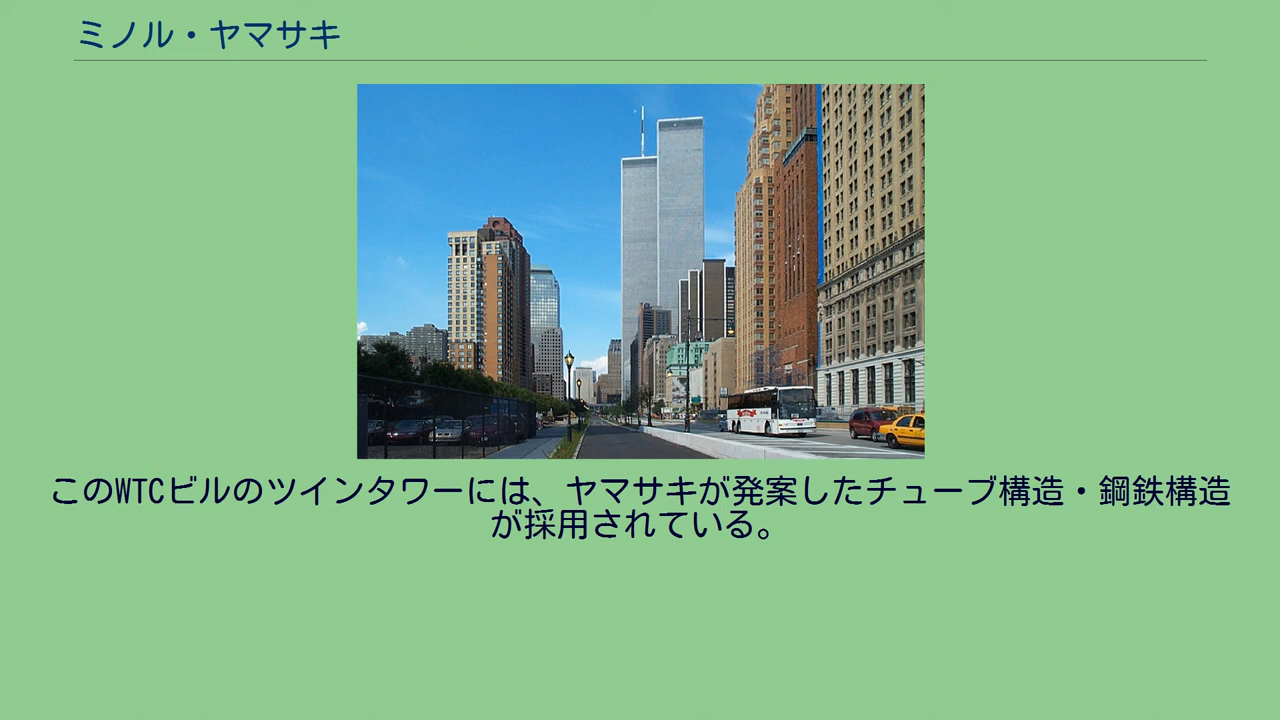 ミノル・ヤマサキ
このWTCビルのツインタワーには、ヤマサキが発案したチューブ構造・鋼鉄構造
が採用されている。